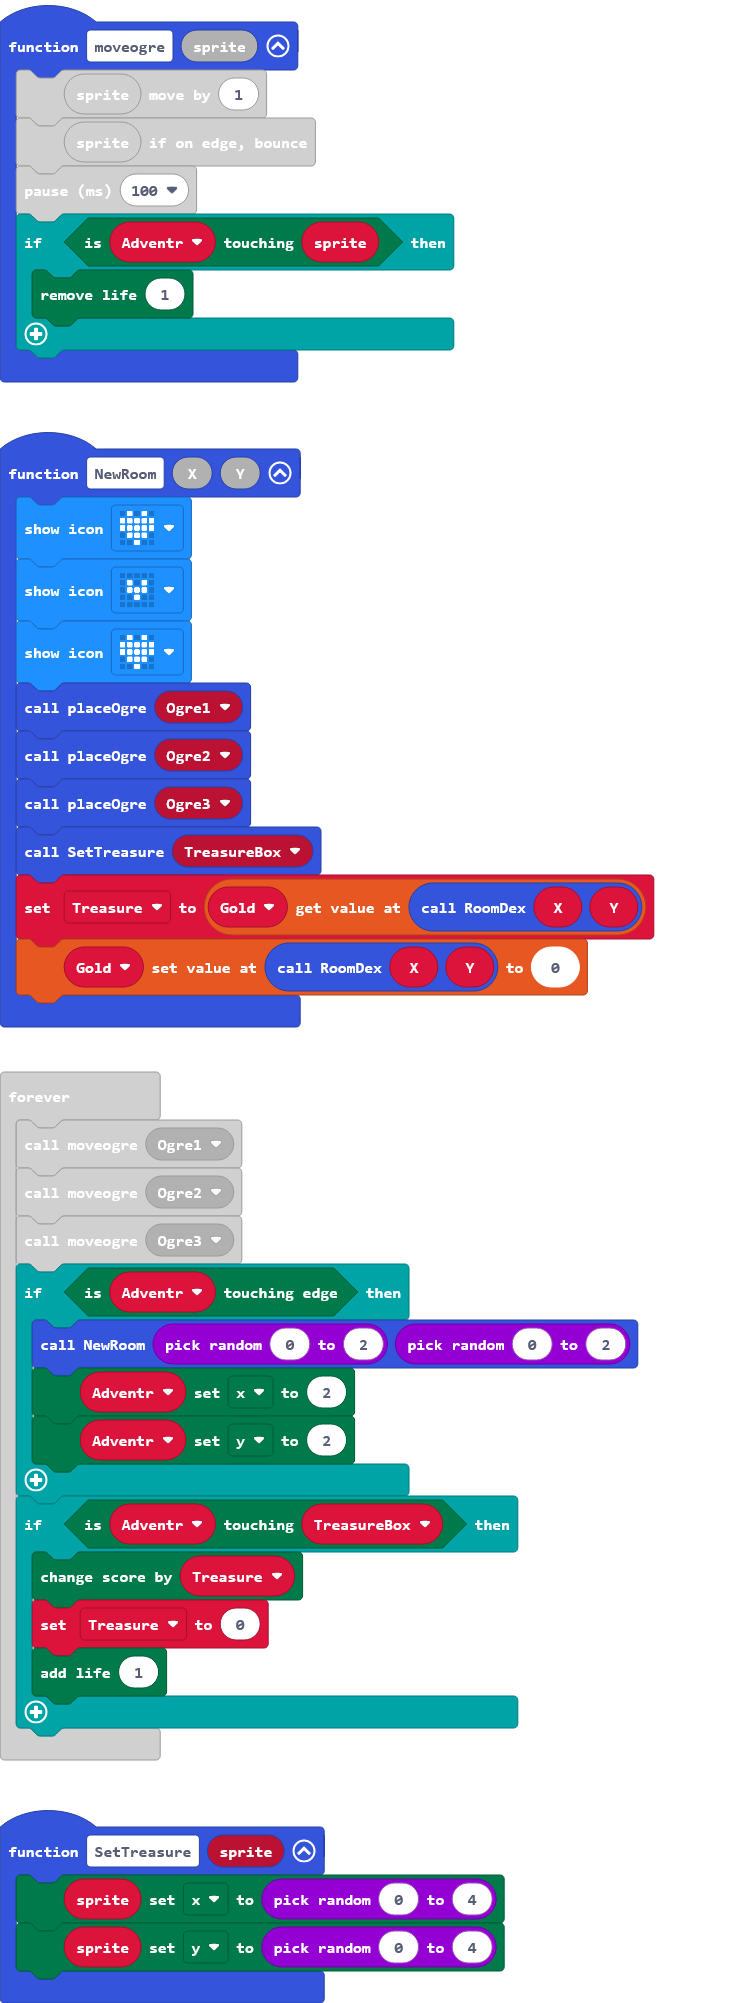 function moveogre sprite
sprite move by 1
sprite if on edge, bounce
pause (ms) 100
if is Adventr touching sprite then
remove life 1
function NewRoom X Y
show icon
show icon
show icon
call placeOgre Ogre1
call placeOgre Ogre2
call placeOgre Ogre3
call SetTreasure TreasureBox
set Treasure to Gold get value at call RoomDex X Y
Gold set value at call RoomDex X Y to 0
forever
call moveogre Ogre1
call moveogre Ogre2
call moveogre Ogre3
if is Adventr touching edge then
call NewRoom pick random 0 to 2 pick random 0 to 2
Adventr set x to 2
Adventr set y to 2
if is Adventr touching TreasureBox then
change score by Treasure
set Treasure to 0
add life 1
function SetTreasure sprite
sprite set x to pick random 0 to 4
sprite set y to pick random 0 to 4